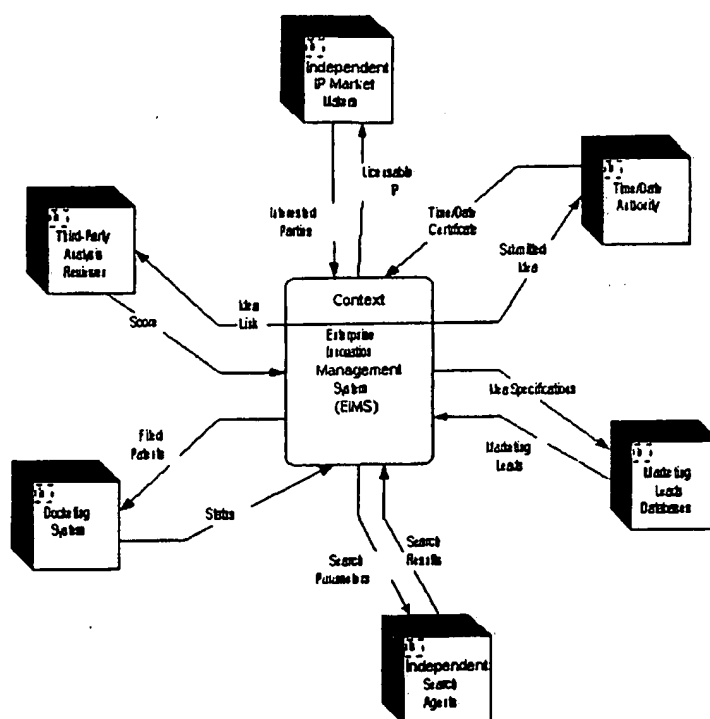 Independent
IP Market
Makers
Licensable
IP
Interested
Parties
Time/Date
Certificate
Time/Date
Authority
Submitted
Idea
Third-Party
Analysis
Reviewer
Idea
Link
Score
Context
Enterprise
Innovation
Management
System
(EIMS)
Idea Specifications
Marketing
Leads
Marketing
Leads
Databases
Filed
Patents
Docketing
System
Status
Search
Parameters
Search
Results
Independent
Search
Agents